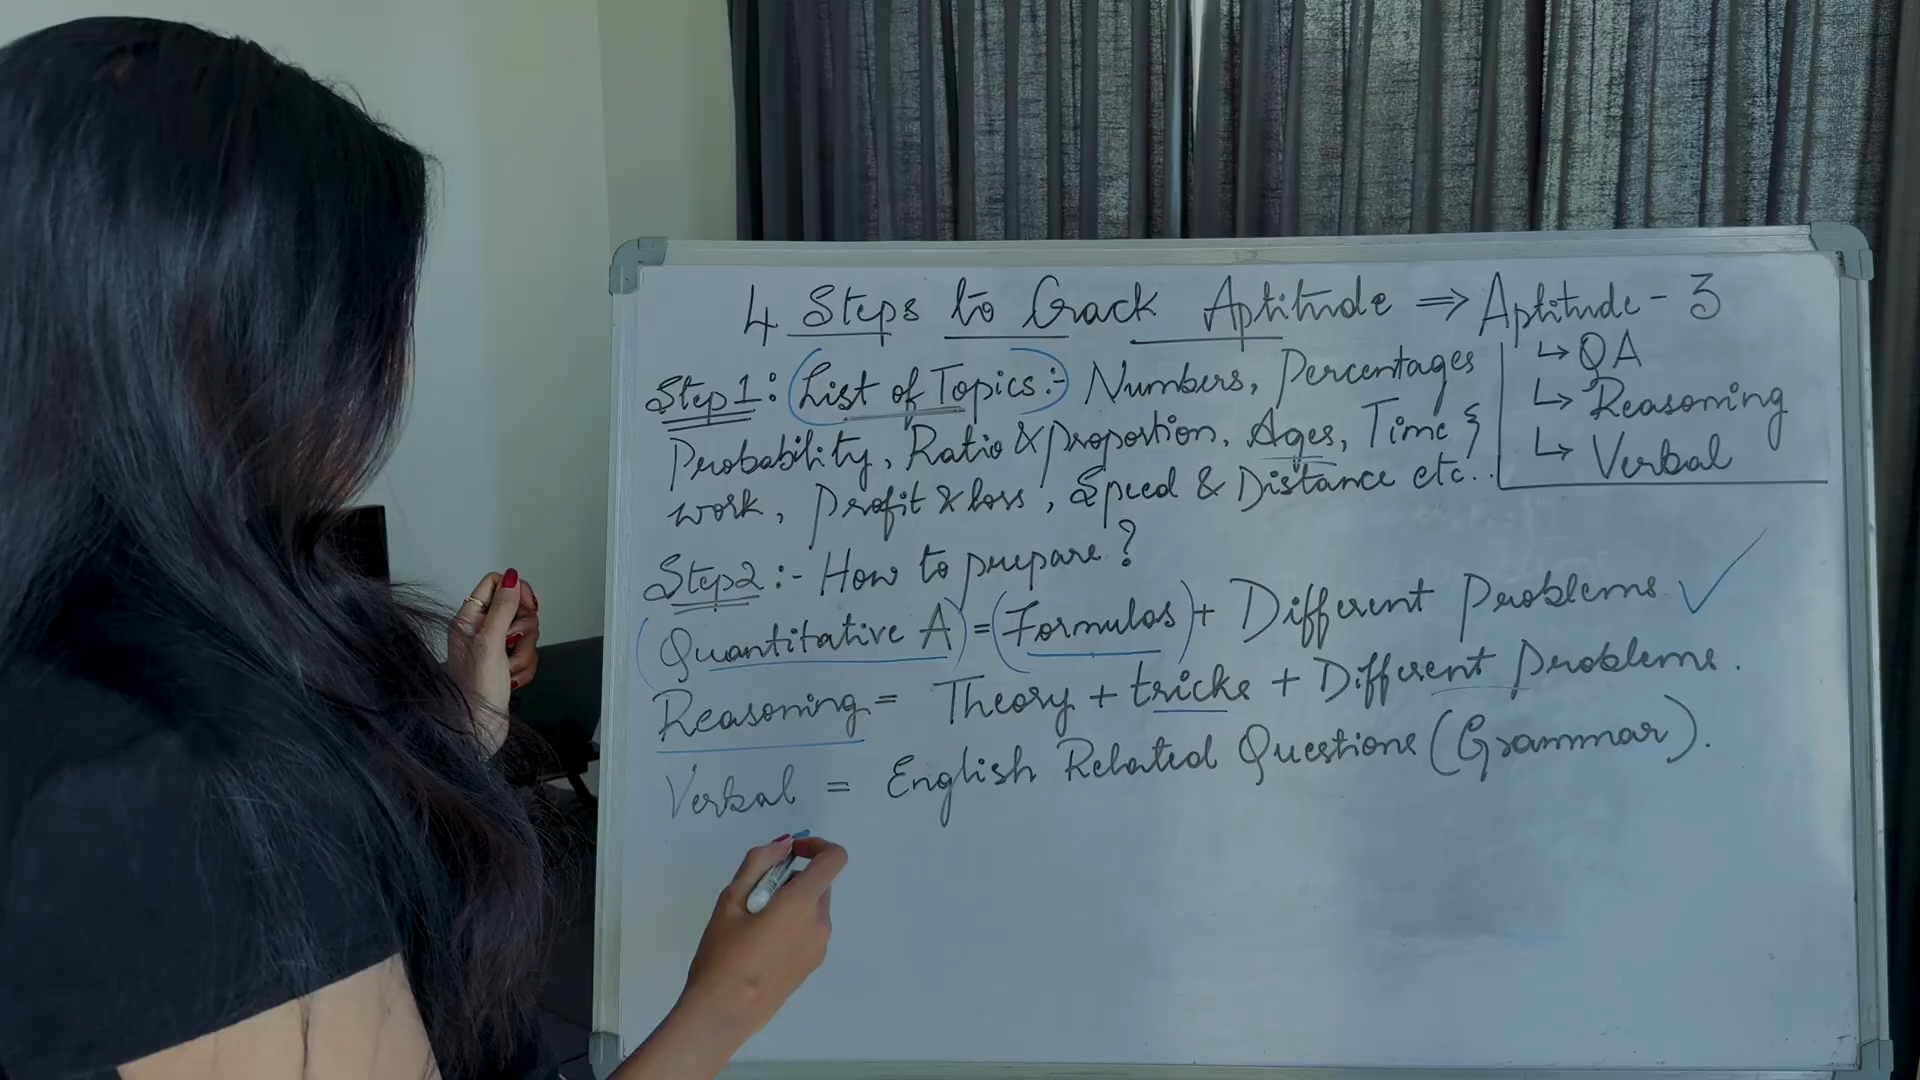 4 Steps to Crack Aptitude ⇒ Aptitude - 3
↳ QA
↳ Reasoning
↳ Verbal
Step 1: (List of Topics:-) Numbers, Percentages
Probability, Ratio & proportion, Ages, Time &
work, profit & loss, Speed & Distance etc..
Step2 :- How to prepare?
(Quantitative A) = (Formulas) + Different Problems ✓
Reasoning = Theory + tricks + Different problems.
Verbal = English Related Questions (Grammar).